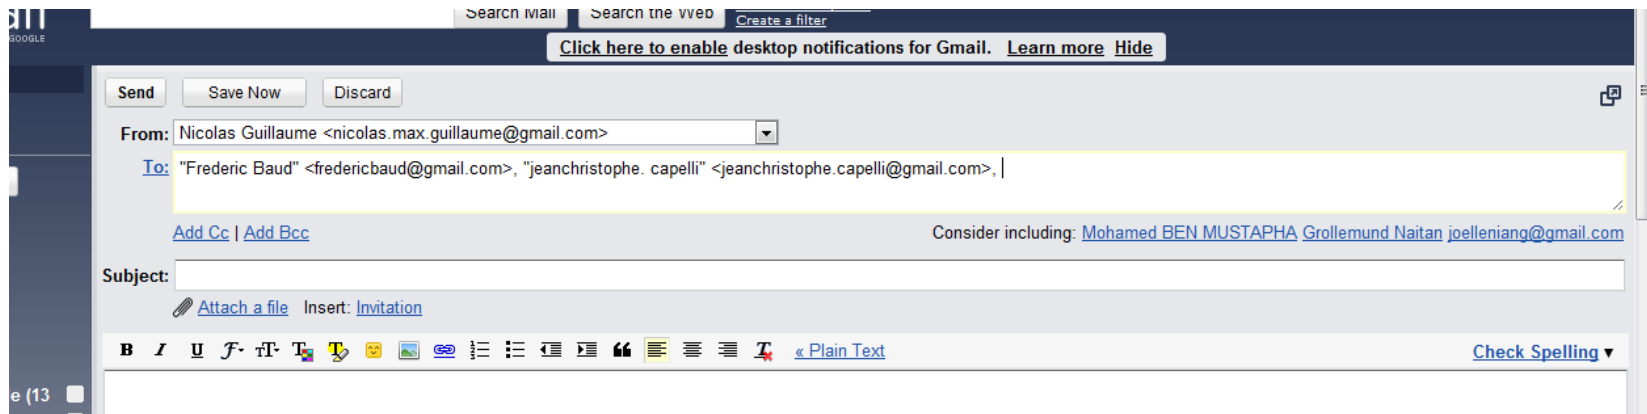 GOOGLE
Search Mail Search the Web
Create a filter
Click here to enable desktop notifications for Gmail. Learn more Hide
Send Save Now Discard
From: Nicolas Guillaume <nicolas.max.guillaume@gmail.com>
To: "Frederic Baud" <fredericbaud@gmail.com>, "jeanchristophe. capelli" <jeanchristophe.capelli@gmail.com>,
Add Cc | Add Bcc Consider including: Mohamed BEN MUSTAPHA Grollemund Naitan joelleniang@gmail.com
Subject:
Attach a file Insert: Invitation
B I U F TT T T « Plain Text Check Spelling ▼
e (13